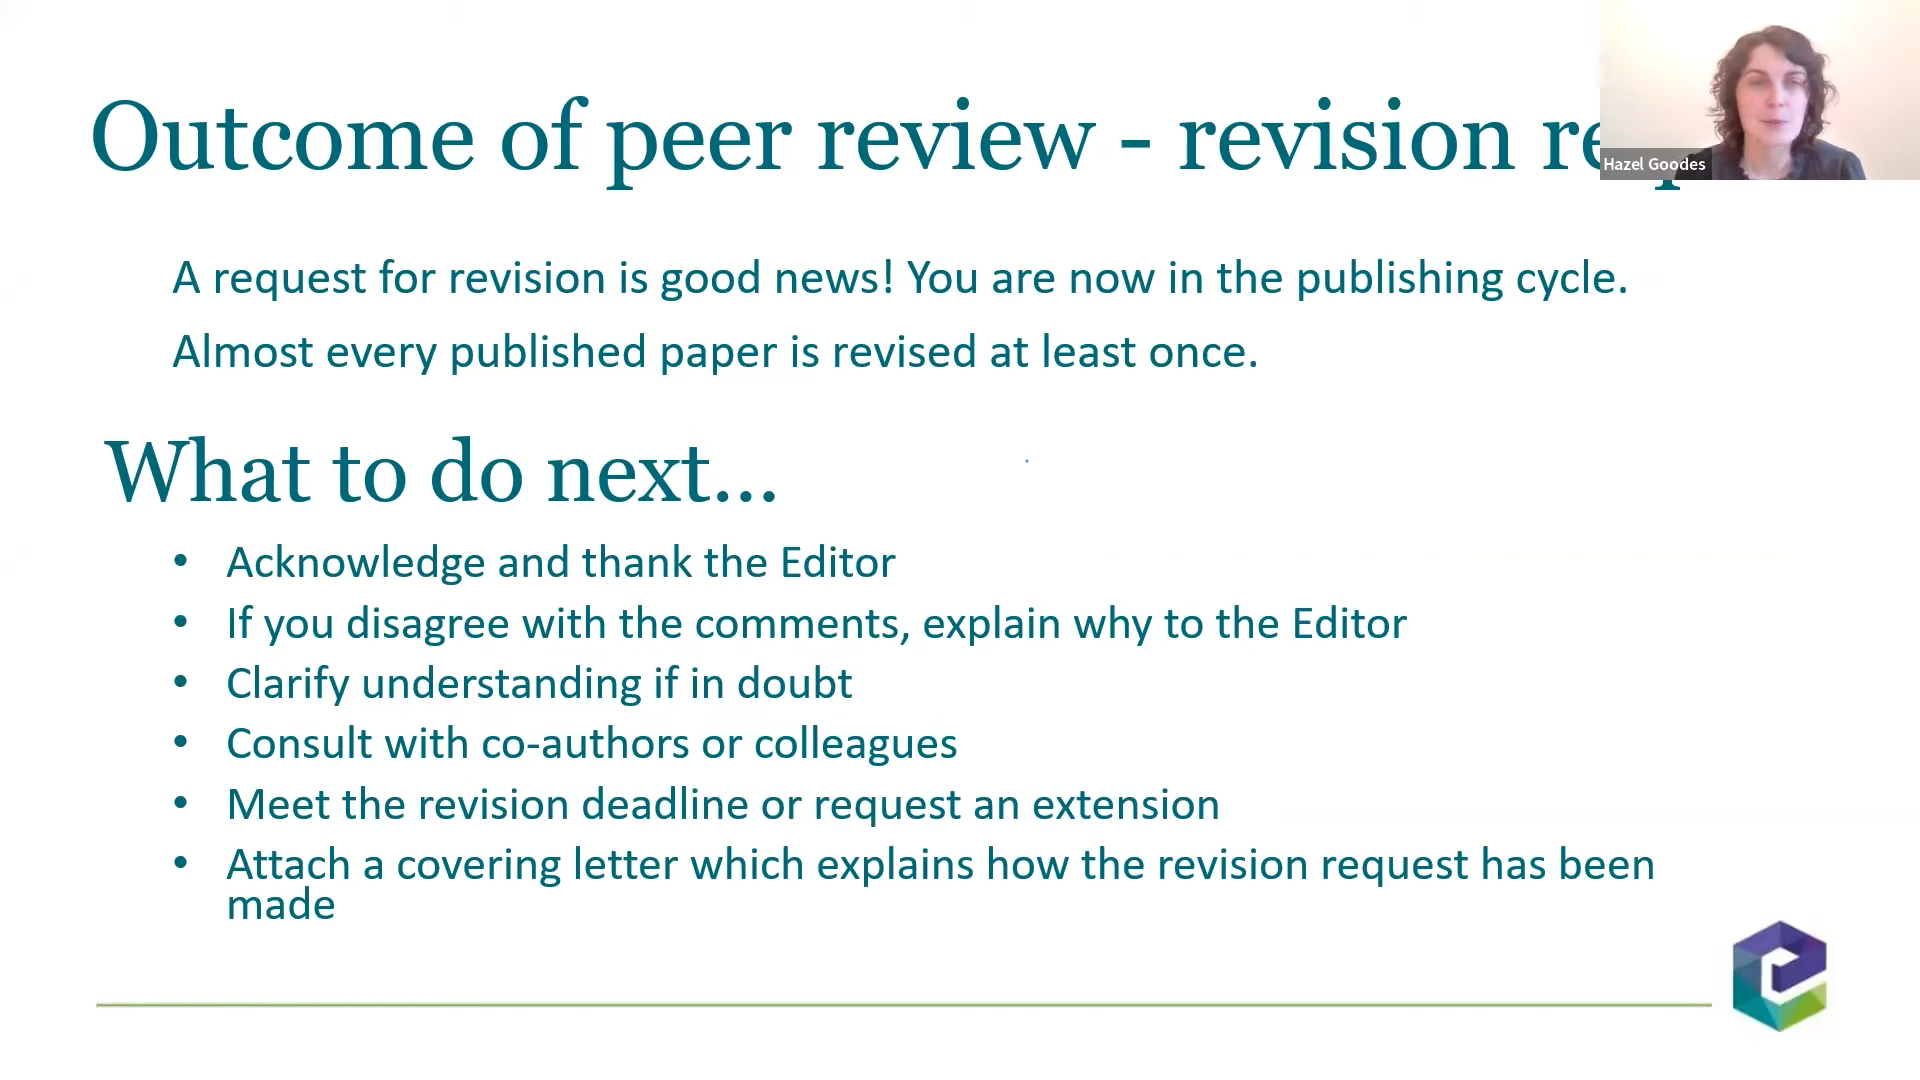 Outcome of peer review - revision
Hazel Goodes
A request for revision is good news! You are now in the publishing cycle.
Almost every published paper is revised at least once.
What to do next...
• Acknowledge and thank the Editor
• If you disagree with the comments, explain why to the Editor
• Clarify understanding if in doubt
• Consult with co-authors or colleagues
• Meet the revision deadline or request an extension
• Attach a covering letter which explains how the revision request has been
made